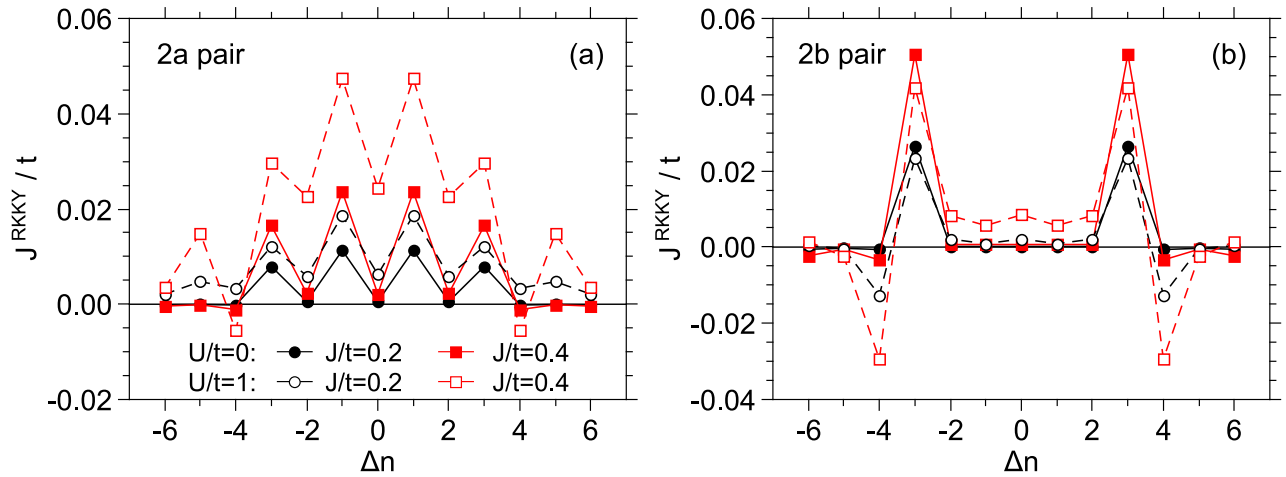 2a pair
(a)
J RKKY / t
0.06
0.04
0.02
0.00
-0.02
U/t=0: J/t=0.2 J/t=0.4
U/t=1: J/t=0.2 J/t=0.4
-6 -4 -2 0 2 4 6
Δn
2b pair
(b)
J RKKY / t
0.06
0.04
0.02
0.00
-0.02
-0.04
-6 -4 -2 0 2 4 6
Δn